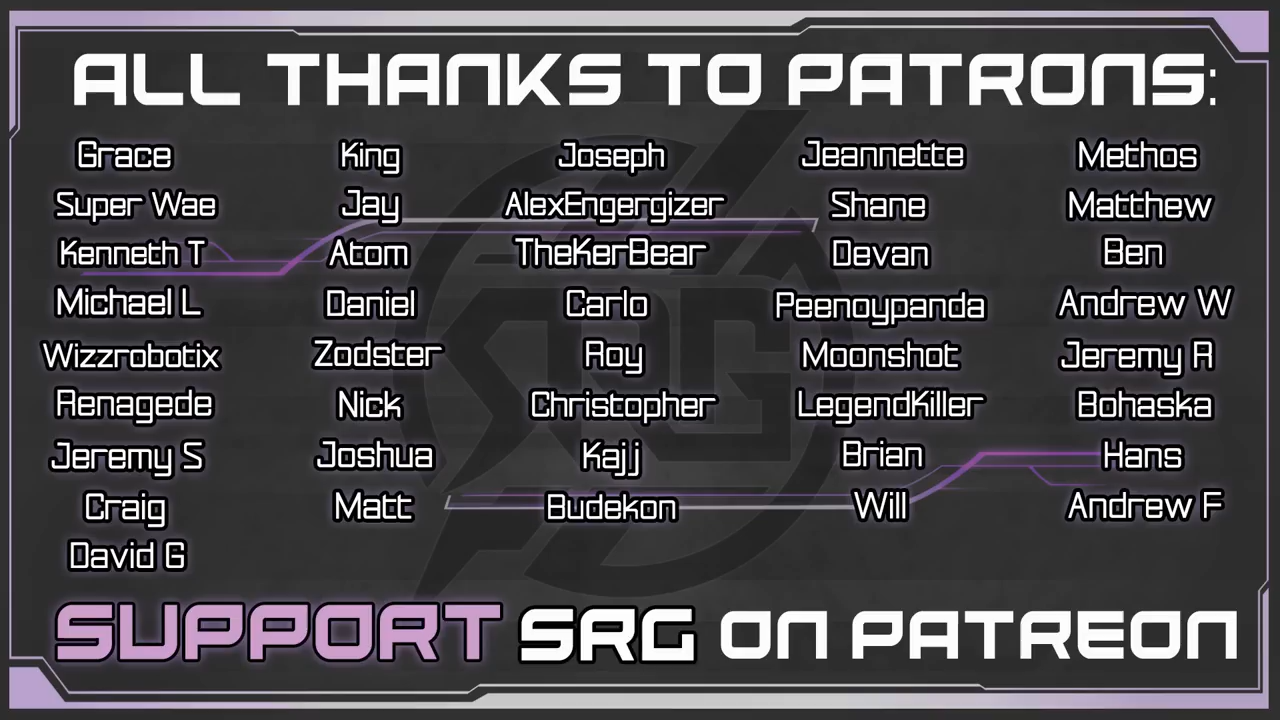 ALL THANKS TO PATRONS:
Grace King Joseph Jeannette Methos
Super Wae Jay AlexEngergizer Shane Matthew
Kenneth T Atom TheKerBear Devan Ben
Michael L Daniel Carlo Peenoypanda Andrew W
Wizzrobotix Zodster Roy Moonshot Jeremy R
Renagede Nick Christopher LegendKiller Bohaska
Jeremy S Joshua Kajj Brian Hans
Craig Matt Budekon Will Andrew F
David G
SUPPORT SRG ON PATREON